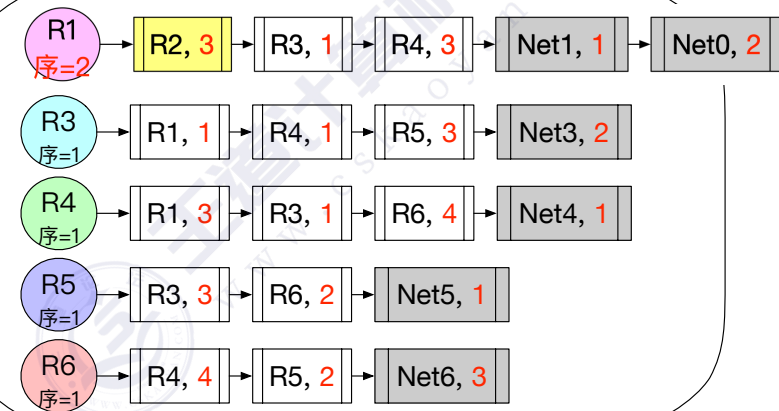 R1
序=2
R2, 3
R3, 1
R4, 3
Net1, 1
Net0, 2
R3
序=1
R1, 1
R4, 1
R5, 3
Net3, 2
R4
序=1
R1, 3
R3, 1
R6, 4
Net4, 1
R5
序=1
R3, 3
R6, 2
Net5, 1
R6
序=1
R4, 4
R5, 2
Net6, 3